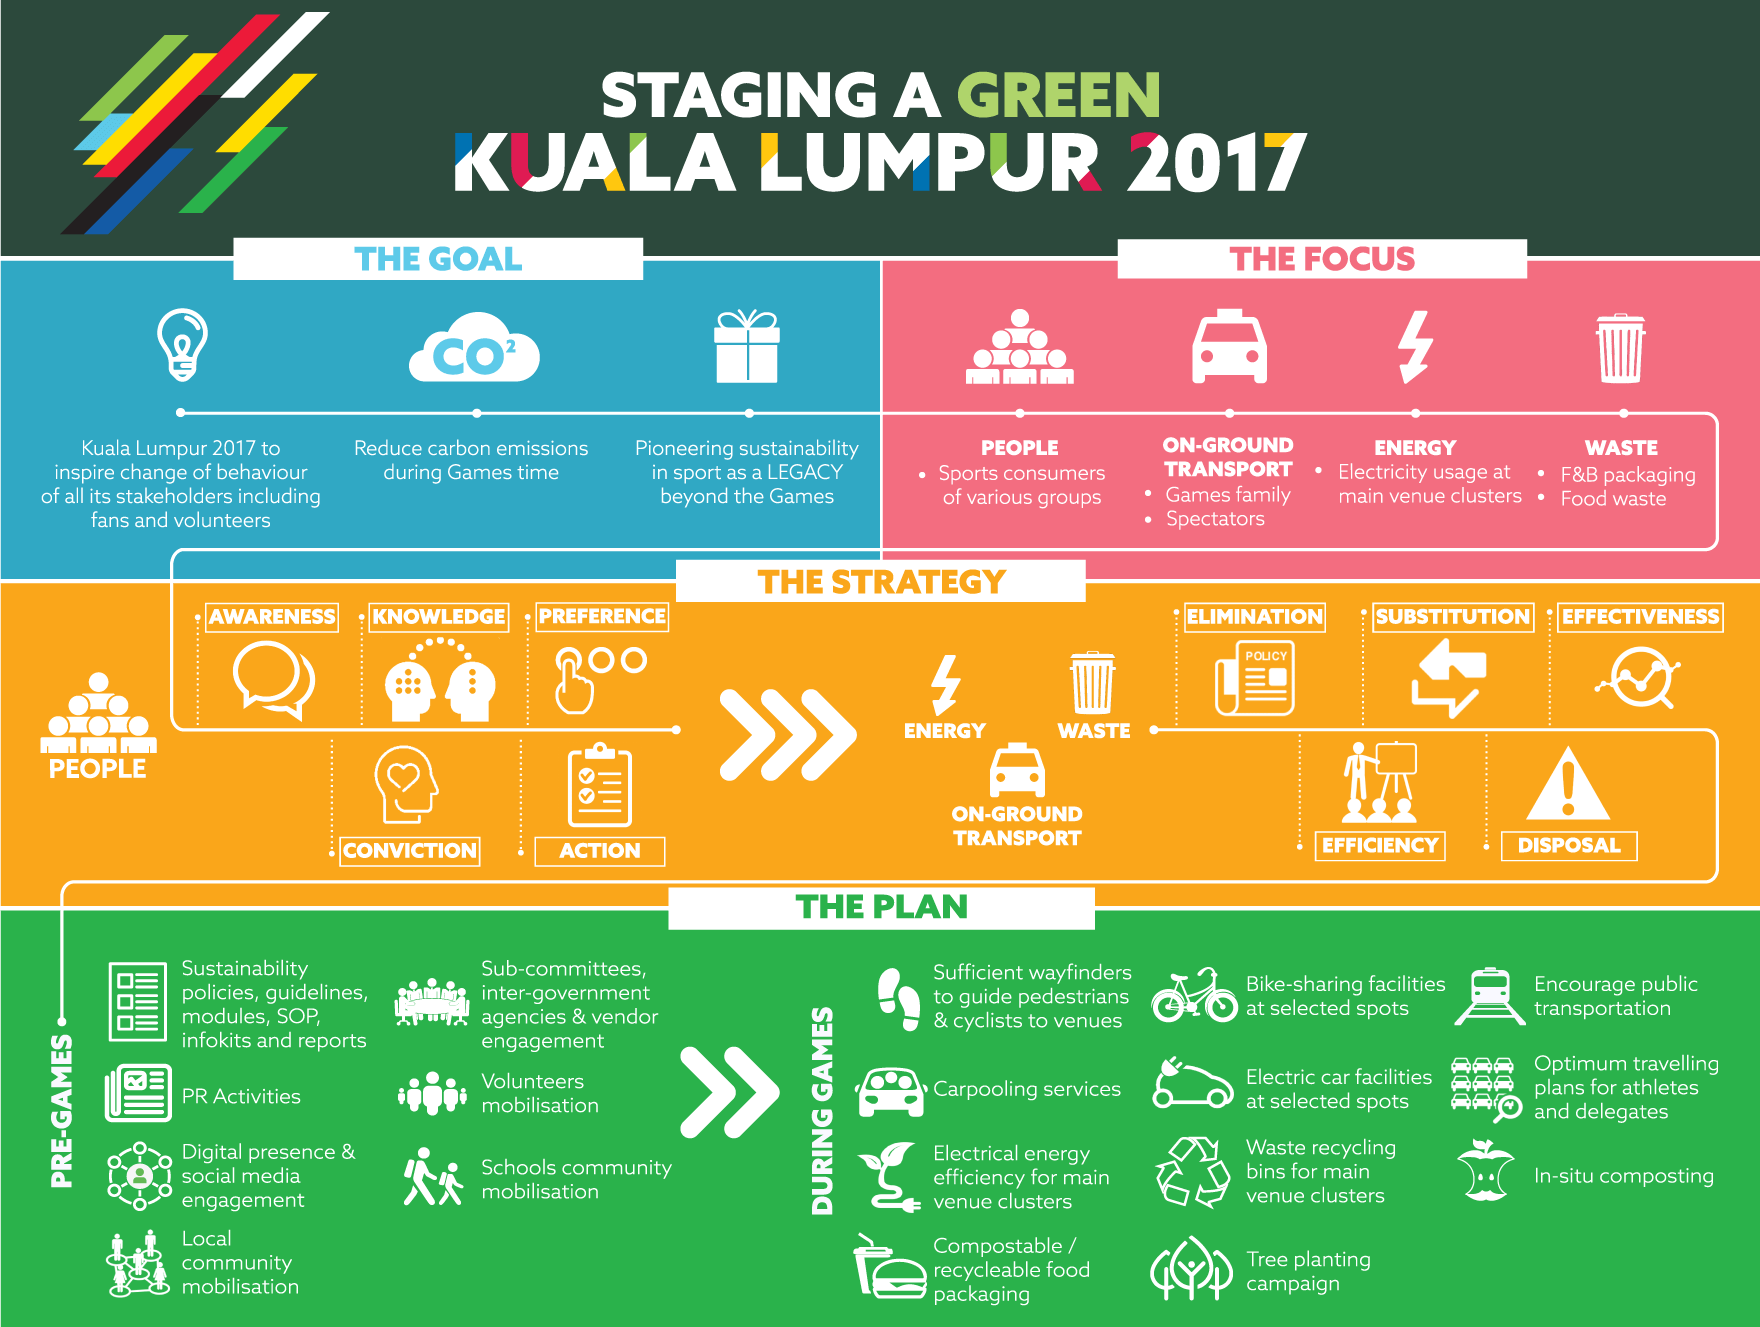 STAGING A GREEN
KUALA LUMPUR 2017
THE GOAL
CO²
Kuala Lumpur 2017 to
inspire change of behaviour
of all its stakeholders including
fans and volunteers
Reduce carbon emissions
during Games time
Pioneering sustainability
in sport as a LEGACY
beyond the Games
THE FOCUS
PEOPLE
• Sports consumers
of various groups
ON-GROUND
TRANSPORT
• Games family
• Spectators
ENERGY
• Electricity usage at
main venue clusters
WASTE
• F&B packaging
• Food waste
THE STRATEGY
PEOPLE
AWARENESS
KNOWLEDGE
PREFERENCE
CONVICTION
ACTION
ENERGY
WASTE
ON-GROUND
TRANSPORT
ELIMINATION
POLICY
SUBSTITUTION
EFFECTIVENESS
EFFICIENCY
DISPOSAL
THE PLAN
PRE-GAMES
Sustainability
policies, guidelines,
modules, SOP,
infokits and reports
PR Activities
Digital presence &
social media
engagement
Local
community
mobilisation
Sub-committees,
inter-government
agencies & vendor
engagement
Volunteers
mobilisation
Schools community
mobilisation
DURING GAMES
Sufficient wayfinders
to guide pedestrians
& cyclists to venues
Carpooling services
Electrical energy
efficiency for main
venue clusters
Compostable /
recycleable food
packaging
Bike-sharing facilities
at selected spots
Electric car facilities
at selected spots
Waste recycling
bins for main
venue clusters
Tree planting
campaign
Encourage public
transportation
Optimum travelling
plans for athletes
and delegates
In-situ composting